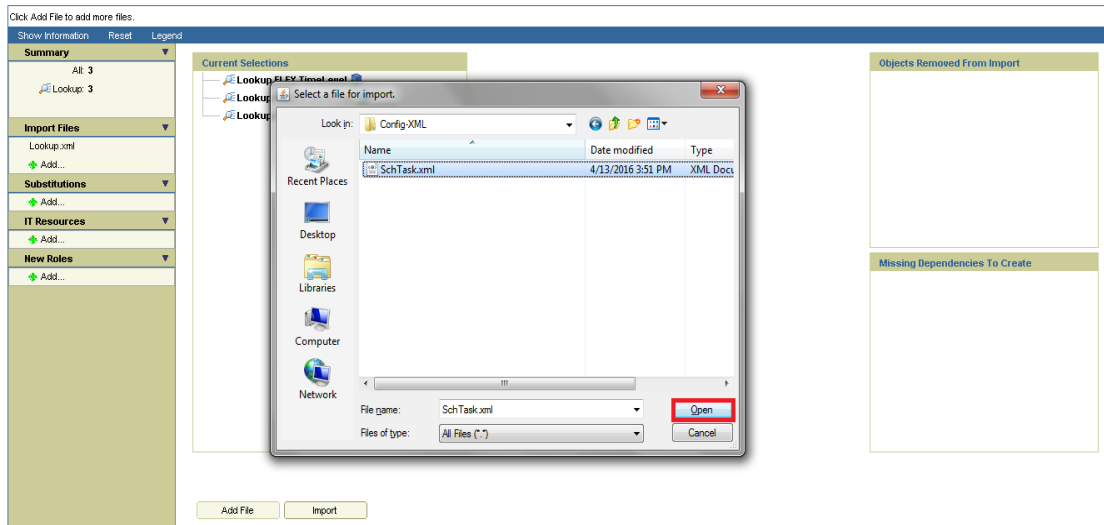 Click Add File to add more files.
Show Information Reset Legend
Summary
All: 3
Lookup: 3
Import Files
Lookup.xml
Add...
Substitutions
Add...
IT Resources
Add...
New Roles
Add...
Current Selections
Lookup
Lookup
Lookup
Select a file for import.
Look in:
Config-XML
Name Date modified Type
SchTask.xml 4/13/2016 3:51 PM XML Docu
Recent Places
Desktop
Libraries
Computer
Network
File name: SchTask.xml Open
Files of type: All Files (*.*) Cancel
Objects Removed From Import
Missing Dependencies To Create
Add File Import